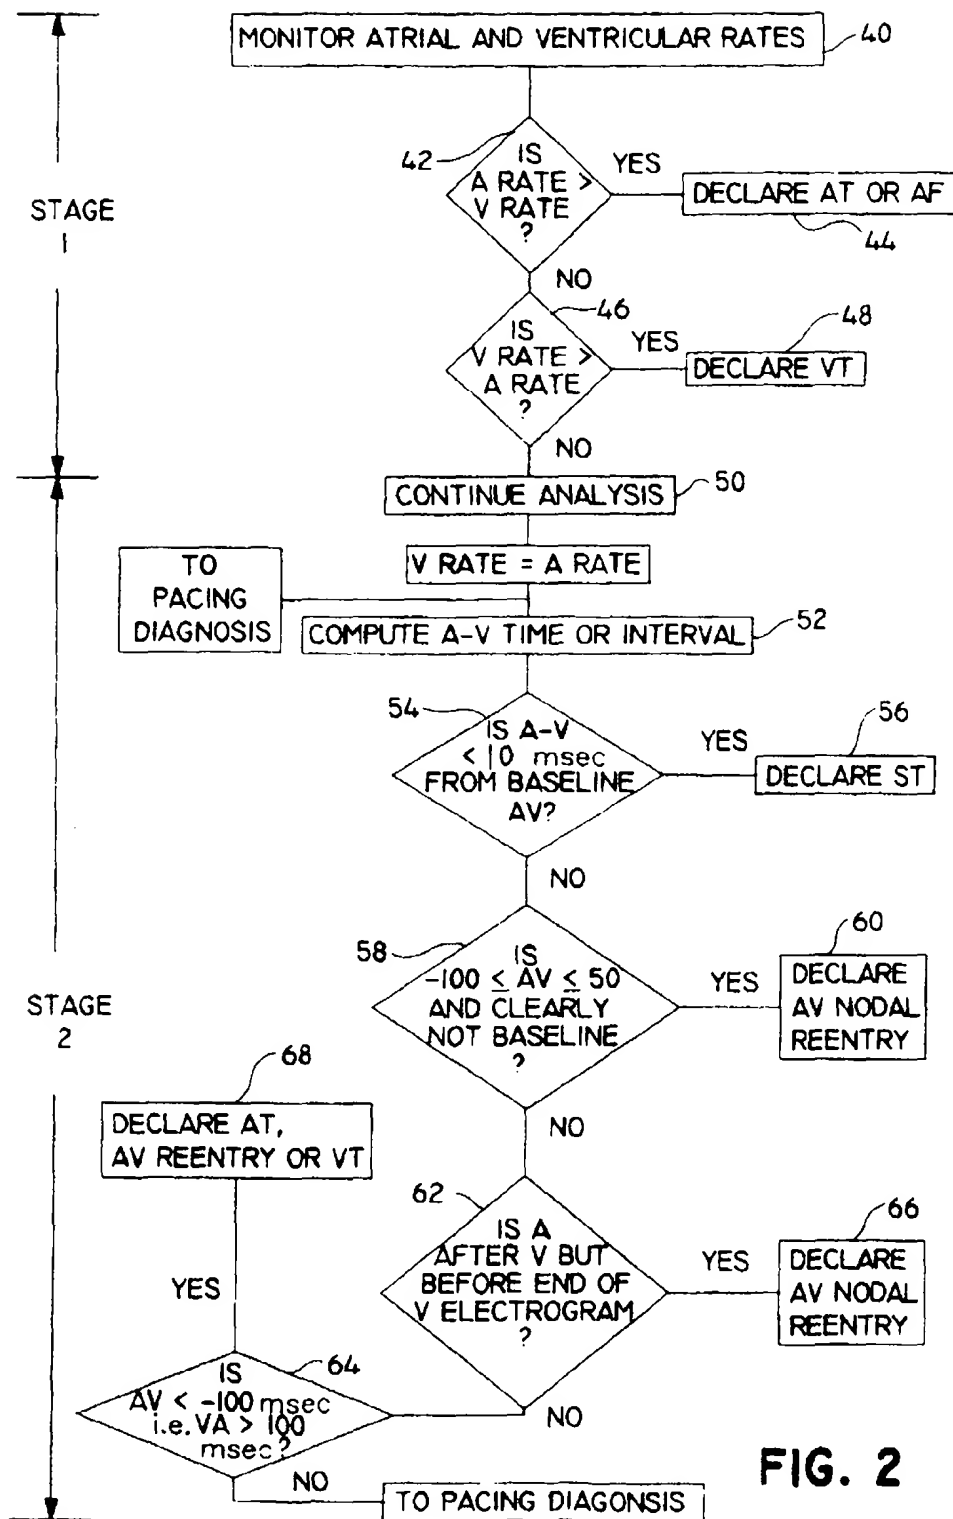 MONITOR ATRIAL AND VENTRICULAR RATES
40
42
IS
A RATE >
V RATE
?
YES
DECLARE AT OR AF
44
STAGE
1
NO
46
IS
V RATE >
A RATE
?
YES
48
DECLARE VT
NO
CONTINUE ANALYSIS
50
V RATE = A RATE
TO
PACING
DIAGNOSIS
COMPUTE A-V TIME OR INTERVAL
52
54
IS A-V
< 10 msec
FROM BASELINE
AV?
YES
56
DECLARE ST
NO
58
IS
-100 ≤ AV ≤ 50
AND CLEARLY
NOT BASELINE
?
YES
60
DECLARE
AV NODAL
REENTRY
STAGE
2
NO
68
DECLARE AT,
AV REENTRY OR VT
62
IS A
AFTER V BUT
BEFORE END OF
V ELECTROGRAM
?
YES
66
DECLARE
AV NODAL
REENTRY
YES
64
IS
AV < -100 msec
i.e. VA > 100
msec?
NO
NO
TO PACING DIAGONSIS
FIG. 2